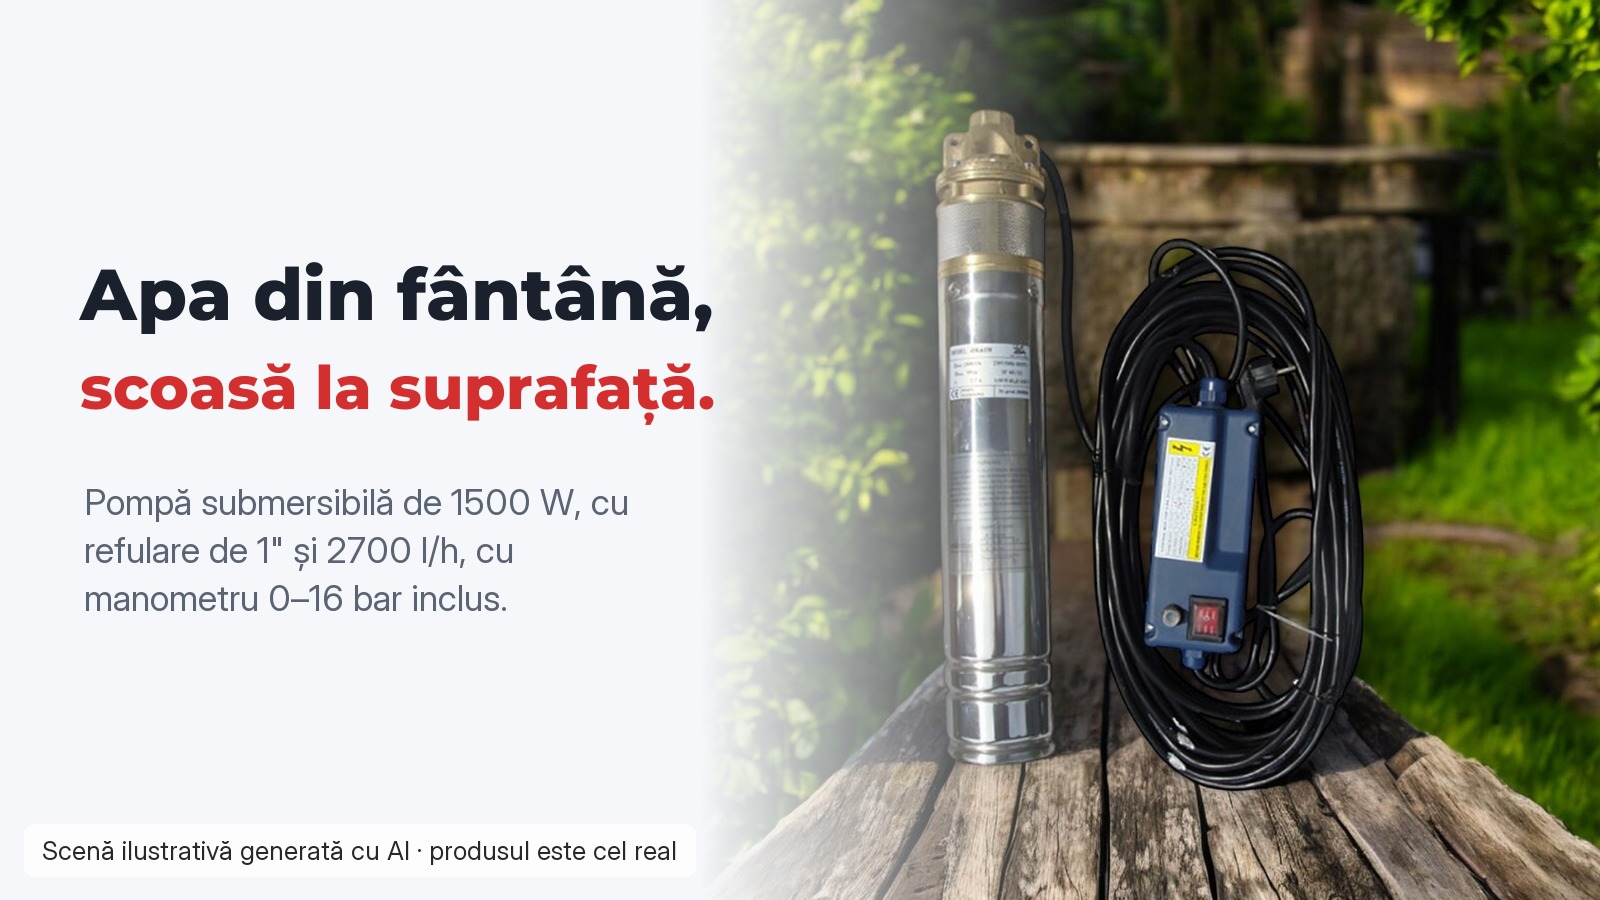 Apa din fântână,
scoasă la suprafață.
Pompă submersibilă de 1500 W, cu
refulare de 1" și 2700 l/h, cu
manometru 0–16 bar inclus.
Scenă ilustrativă generată cu AI · produsul este cel real